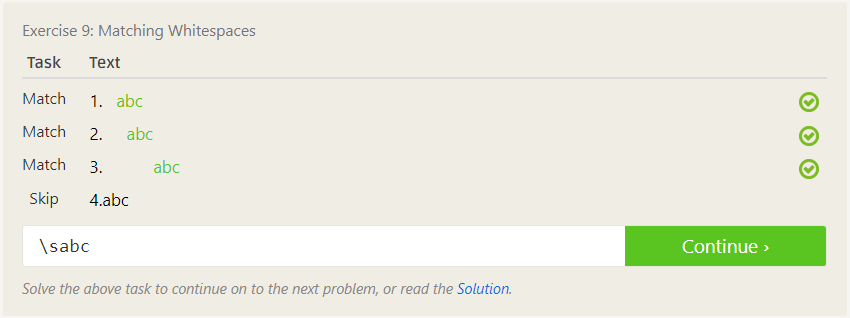 Exercise 9: Matching Whitespaces
Task Text
Match 1. abc
Match 2. abc
Match 3. abc
Skip 4.abc
\sabc Continue ›
Solve the above task to continue on to the next problem, or read the Solution.